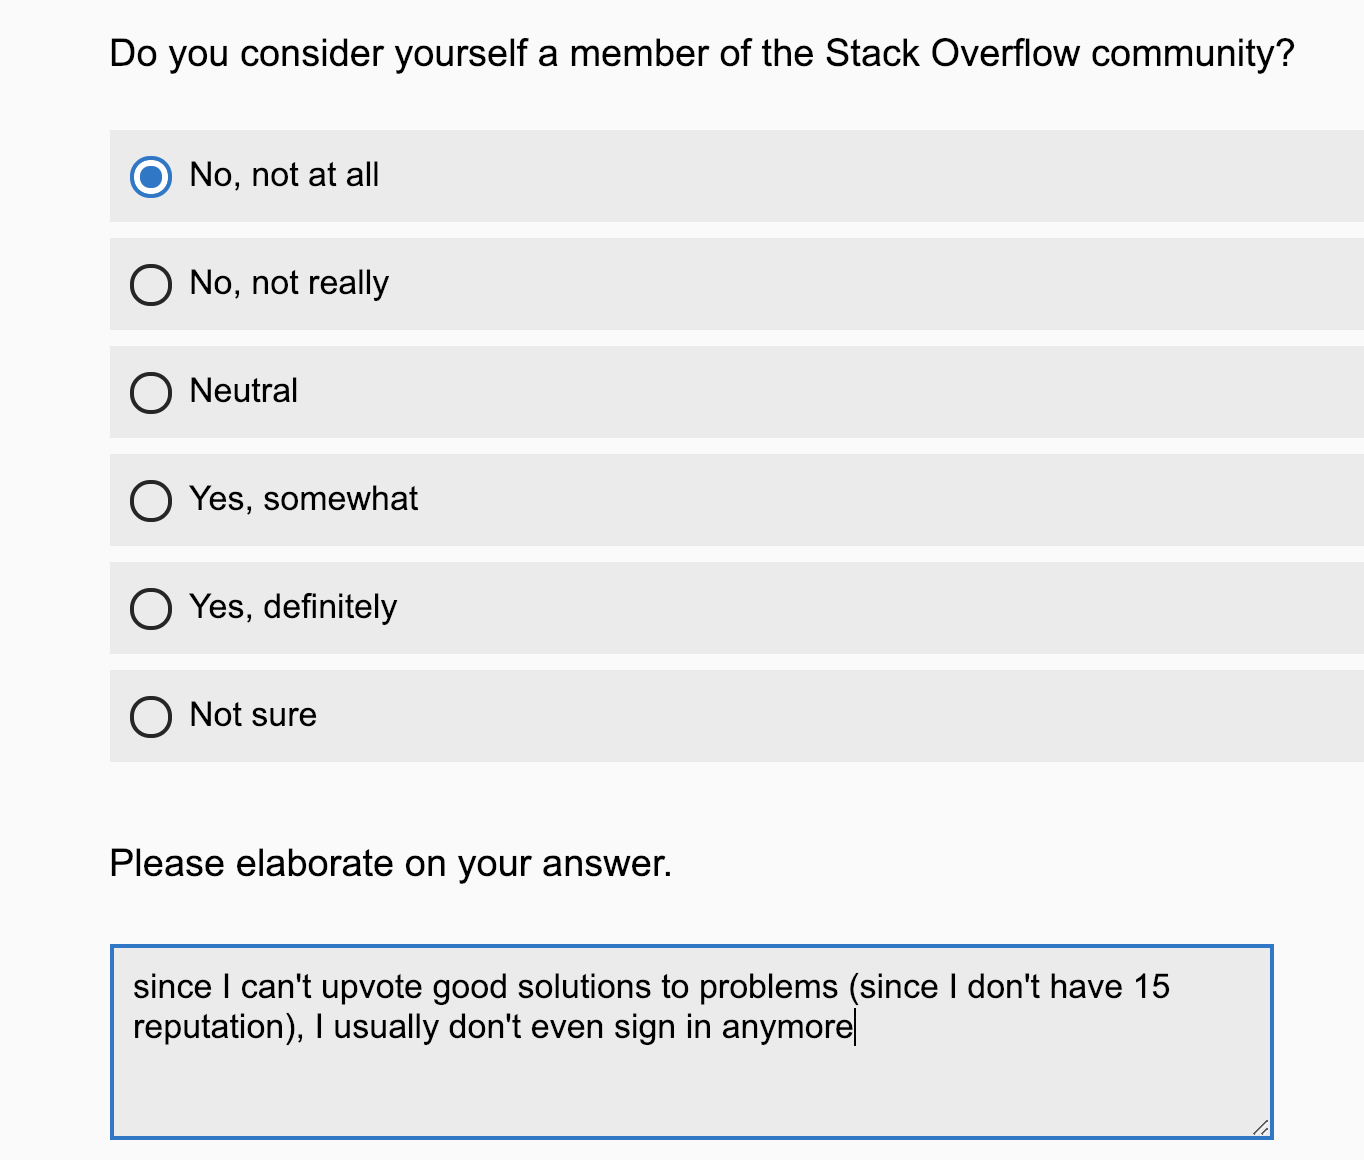 Do you consider yourself a member of the Stack Overflow community?
No, not at all
No, not really
Neutral
Yes, somewhat
Yes, definitely
Not sure
Please elaborate on your answer.
since I can't upvote good solutions to problems (since I don't have 15
reputation), I usually don't even sign in anymore